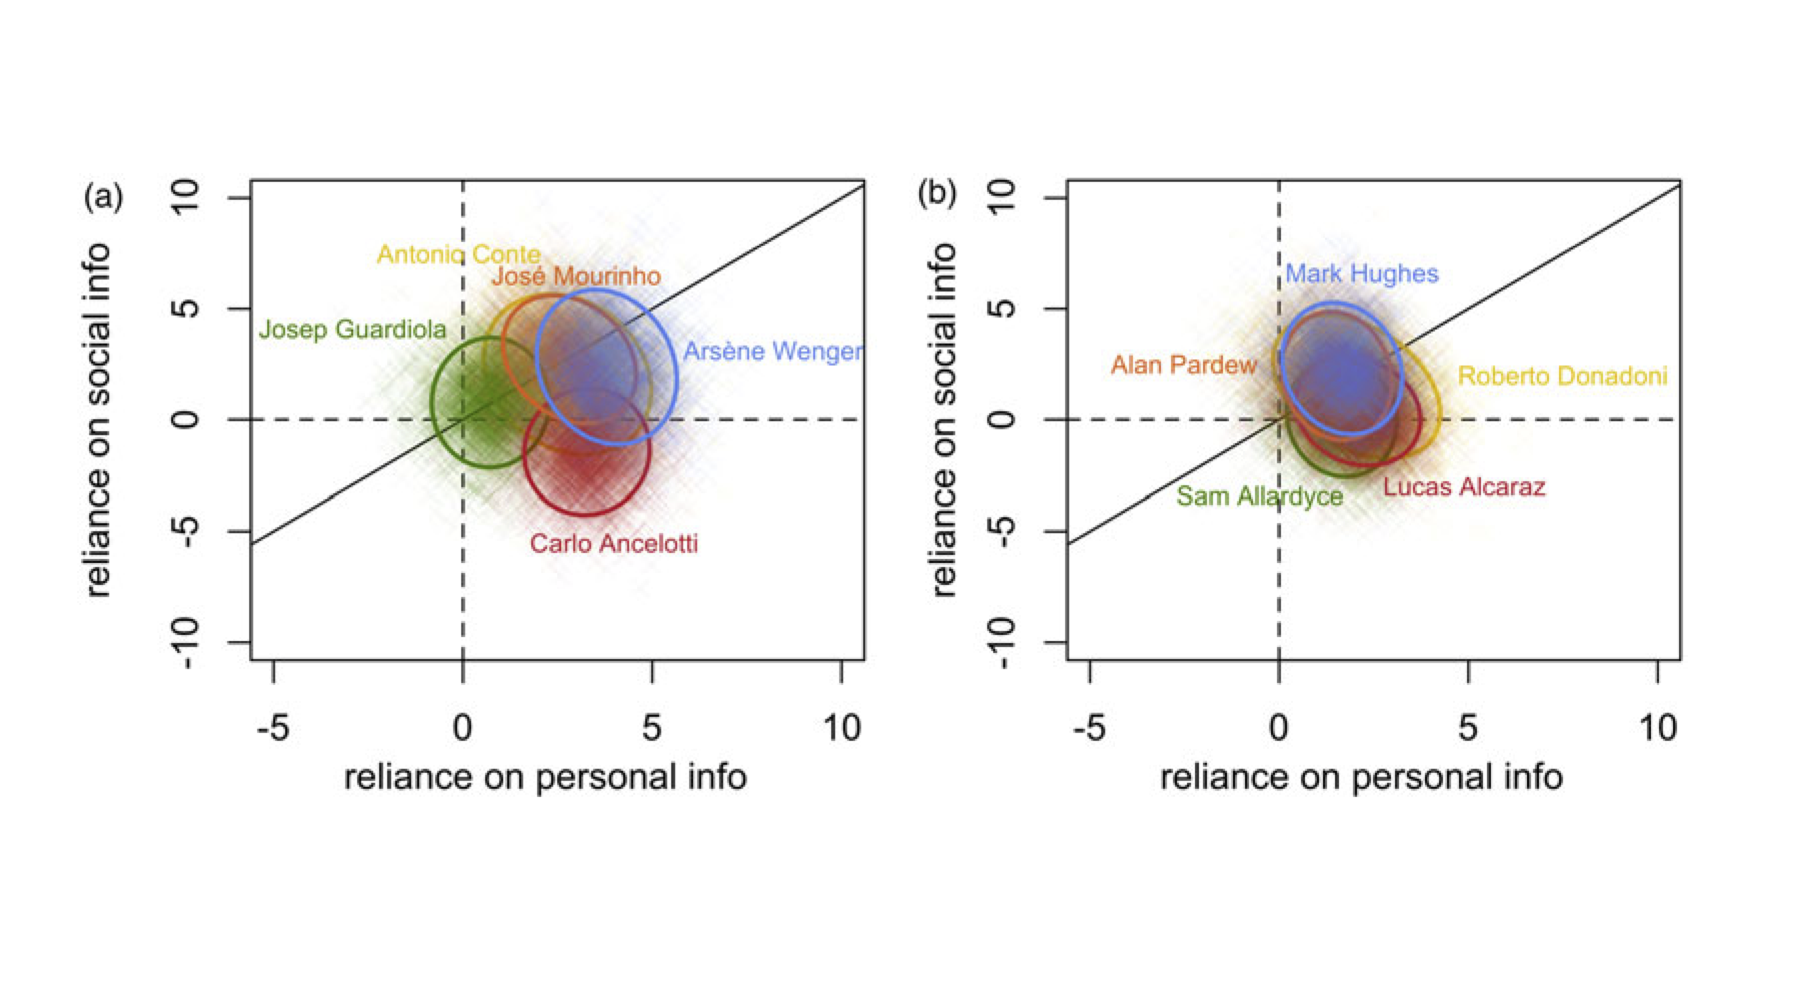 (a)
reliance on social info
10
5
0
-5
-10
Antonio Conte
José Mourinho
Josep Guardiola
Arsène Wenger
Carlo Ancelotti
-5 0 5 10
reliance on personal info
(b)
reliance on social info
10
5
0
-5
-10
Mark Hughes
Alan Pardew
Roberto Donadoni
Lucas Alcaraz
Sam Allardyce
-5 0 5 10
reliance on personal info